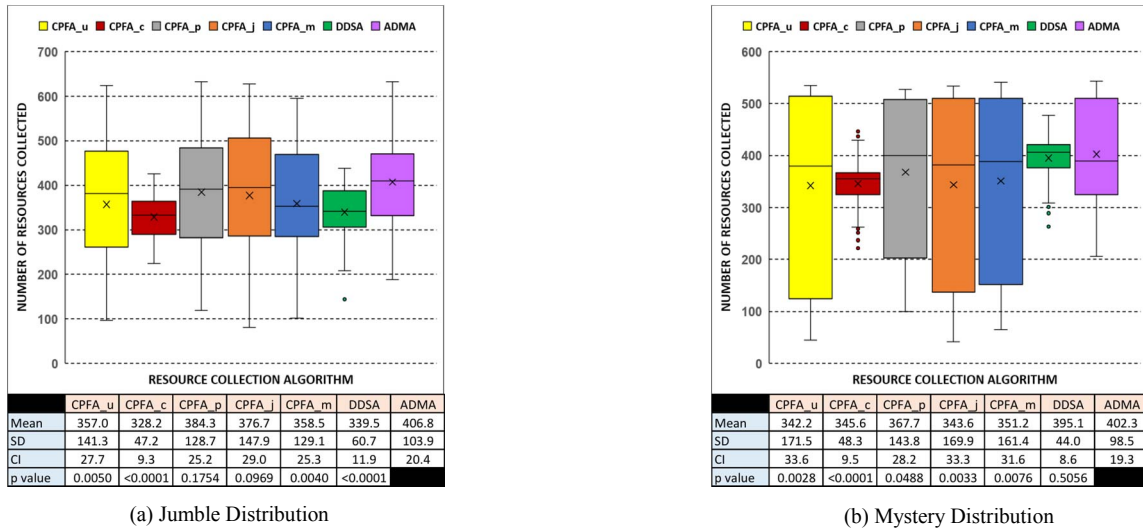 CPFA_u CPFA_c CPFA_p CPFA_j CPFA_m DDSA ADMA
NUMBER OF RESOURCES COLLECTED
700
600
500
400
300
200
100
0
RESOURCE COLLECTION ALGORITHM
CPFA_u CPFA_c CPFA_p CPFA_j CPFA_m DDSA ADMA
Mean 357.0 328.2 384.3 376.7 358.5 339.5 406.8
SD 141.3 47.2 128.7 147.9 129.1 60.7 103.9
CI 27.7 9.3 25.2 29.0 25.3 11.9 20.4
p value 0.0050 <0.0001 0.1754 0.0969 0.0040 <0.0001
(a) Jumble Distribution
CPFA_u CPFA_c CPFA_p CPFA_j CPFA_m DDSA ADMA
NUMBER OF RESOURCES COLLECTED
600
500
400
300
200
100
0
RESOURCE COLLECTION ALGORITHM
CPFA_u CPFA_c CPFA_p CPFA_j CPFA_m DDSA ADMA
Mean 342.2 345.6 367.7 343.6 351.2 395.1 402.3
SD 171.5 48.3 143.8 169.9 161.4 44.0 98.5
CI 33.6 9.5 28.2 33.3 31.6 8.6 19.3
p value 0.0028 <0.0001 0.0488 0.0033 0.0076 0.5056
(b) Mystery Distribution